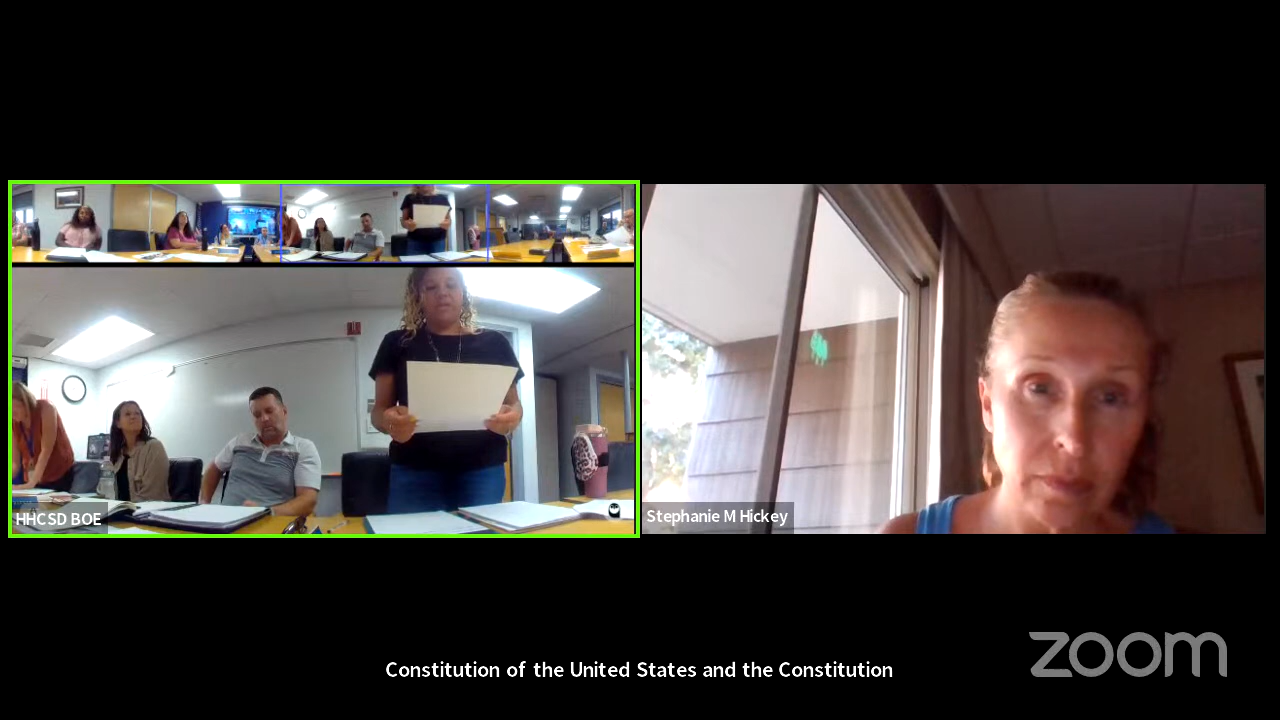 HHCSD BOE
Stephanie M Hickey
Constitution of the United States and the Constitution
zoom